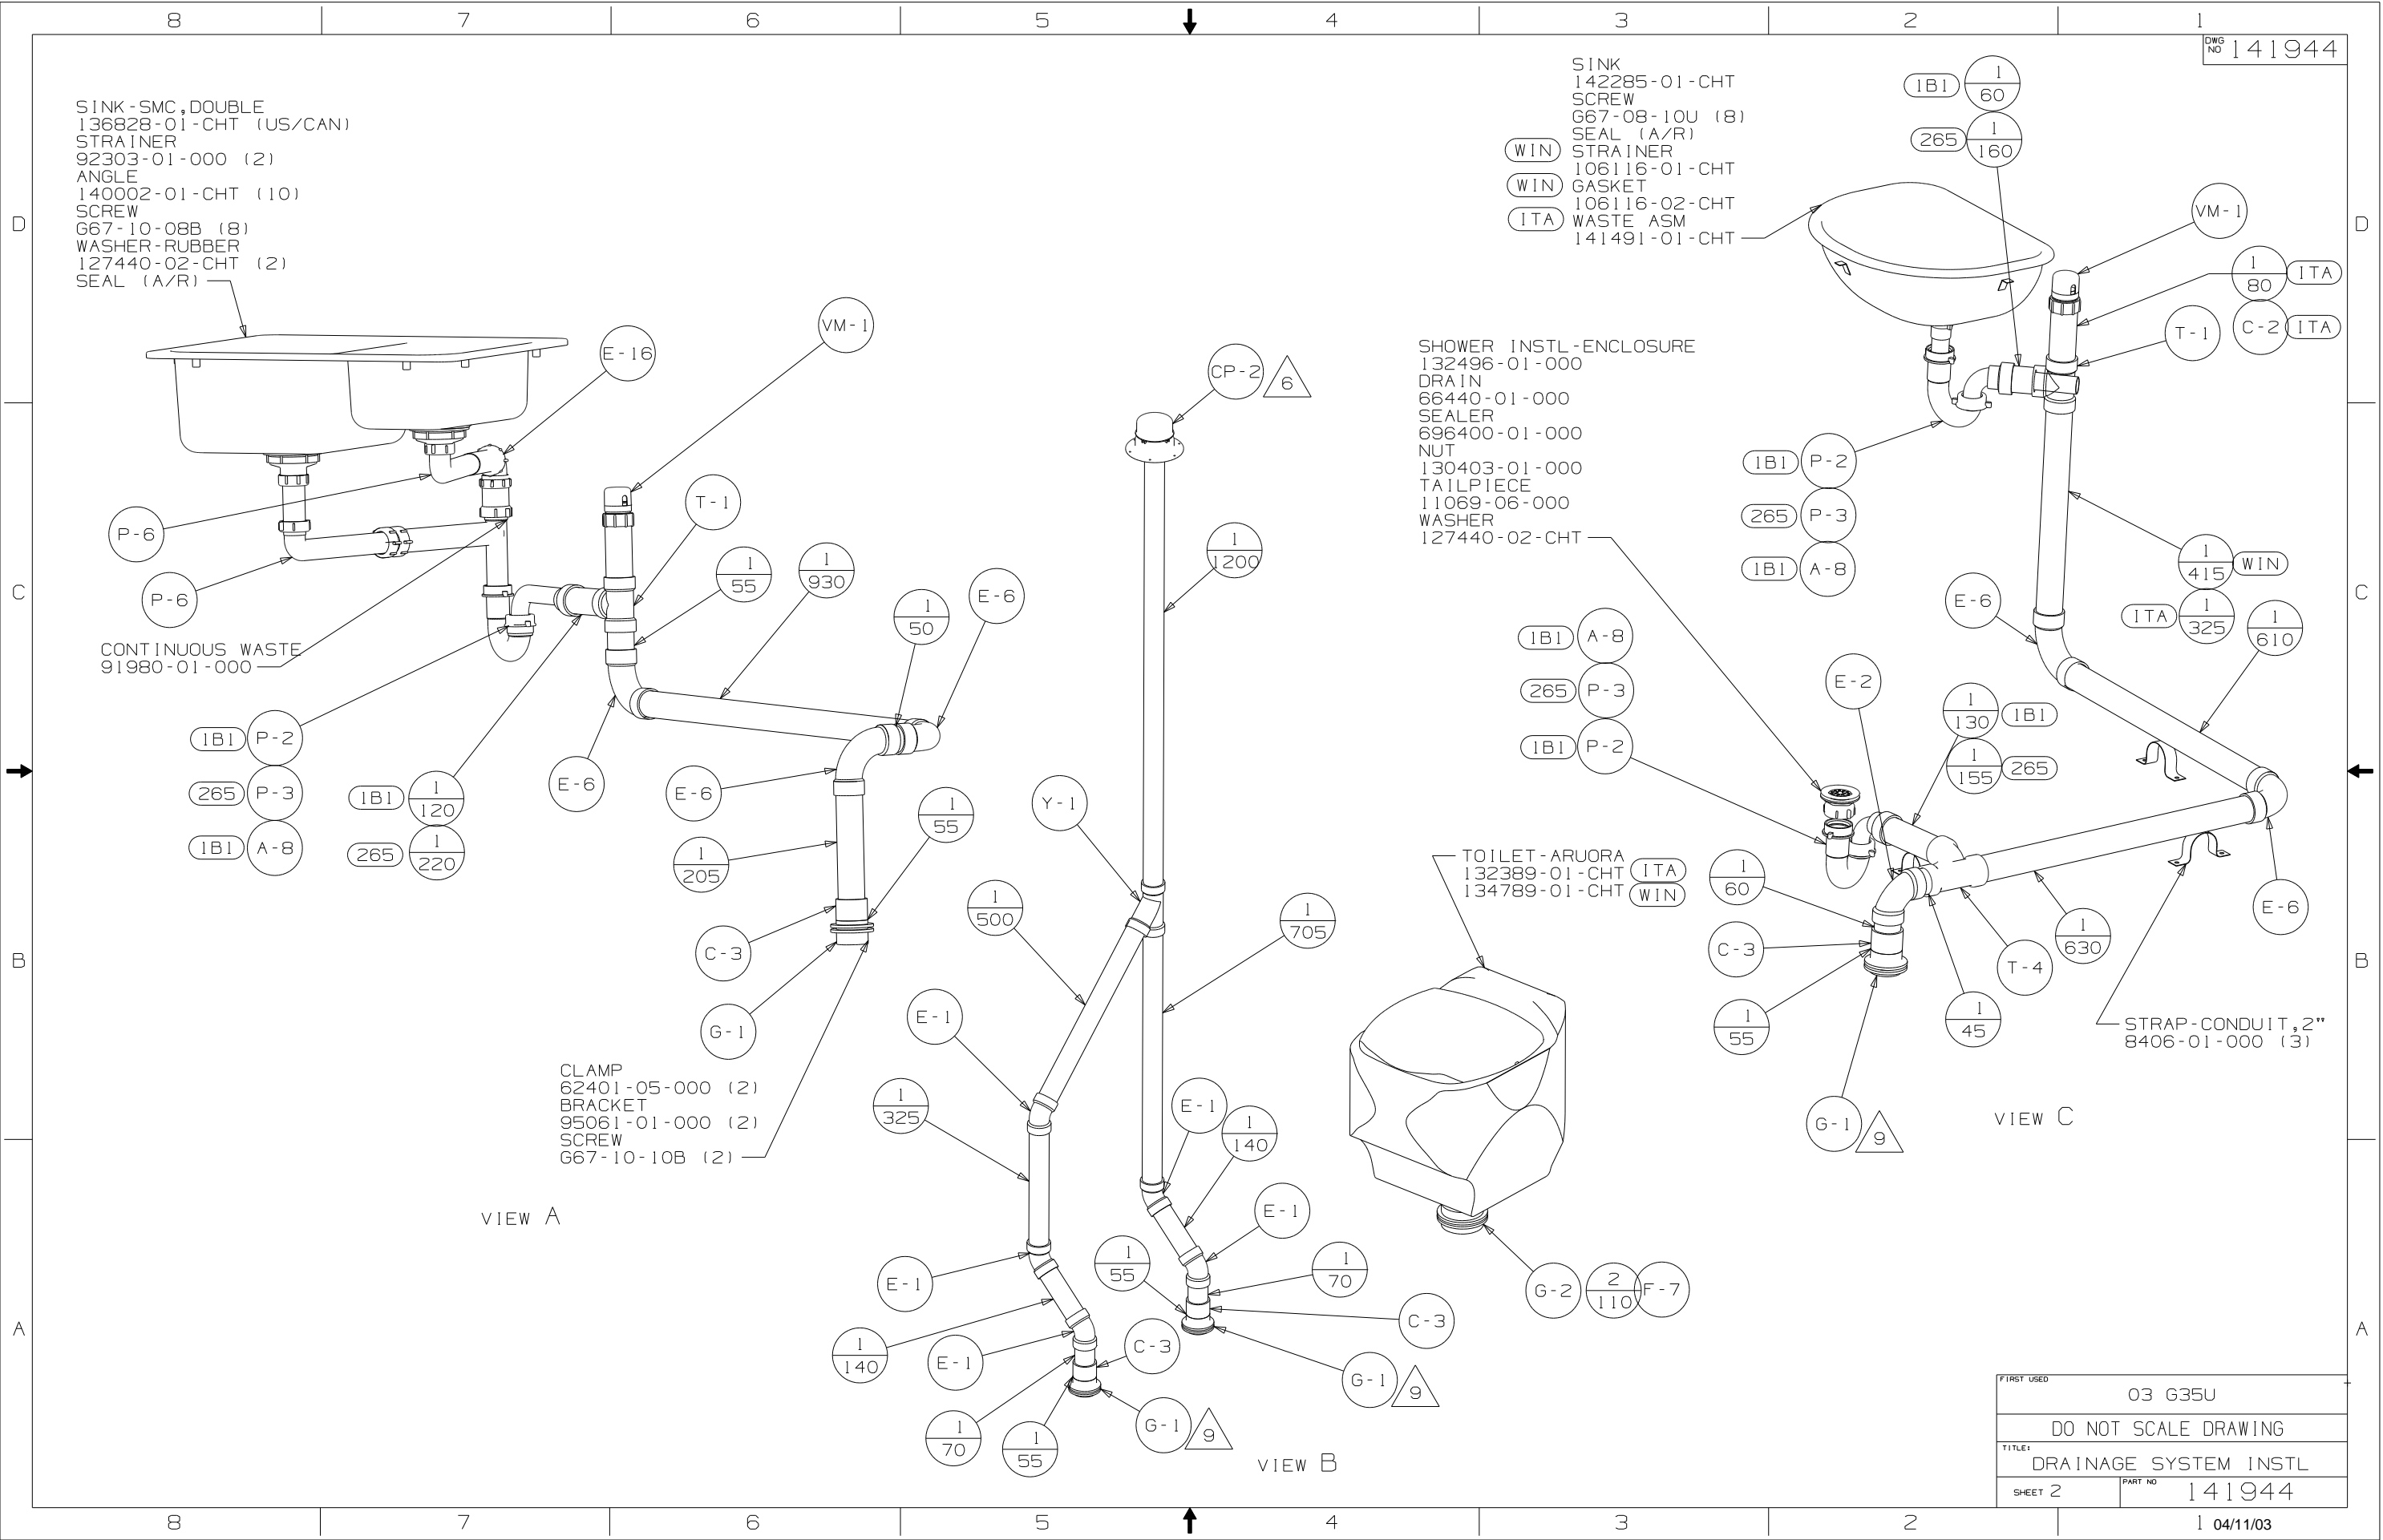 8 7 6 5 4 3 2 1
DWG NO 141944
D
C
B
A
SINK-SMC,DOUBLE
136828-01-CHT (US/CAN)
STRAINER
92303-01-000 (2)
ANGLE
140002-01-CHT (10)
SCREW
G67-10-08B (8)
WASHER-RUBBER
127440-02-CHT (2)
SEAL (A/R)
E-16
VM-1
P-6
P-6
T-1
1
55
1
930
1
50
E-6
CONTINUOUS WASTE
91980-01-000
1B1 P-2
265 P-3
1B1 A-8
1B1 1
120
265 1
220
E-6
E-6
1
205
1
55
C-3
G-1
CLAMP
62401-05-000 (2)
BRACKET
95061-01-000 (2)
SCREW
G67-10-10B (2)
VIEW A
CP-2 6
1
1200
Y-1
1
500
1
705
E-1
1
325
E-1
1
140
E-1
E-1
1
55
1
70
1
140
E-1
C-3
C-3
G-1 9
1
70
1
55
G-1 9
VIEW B
TOILET-ARUORA
132389-01-CHT ITA
134789-01-CHT WIN
G-2 2
110 F-7
SINK
142285-01-CHT
SCREW
G67-08-10U (8)
SEAL (A/R)
WIN STRAINER
106116-01-CHT
WIN GASKET
106116-02-CHT
ITA WASTE ASM
141491-01-CHT
1B1 1
60
265 1
160
VM-1
1
80 ITA
C-2 ITA
T-1
SHOWER INSTL-ENCLOSURE
132496-01-000
DRAIN
66440-01-000
SEALER
696400-01-000
NUT
130403-01-000
TAILPIECE
11069-06-000
WASHER
127440-02-CHT
1B1 P-2
265 P-3
1B1 A-8
1
415 WIN
ITA 1
325
1
610
E-6
1B1 A-8
265 P-3
1B1 P-2
E-2
1
130 1B1
1
155 265
1
60
C-3
1
55
G-1 9
1
45
T-4
1
630
E-6
STRAP-CONDUIT,2"
8406-01-000 (3)
VIEW C
D
C
B
A
FIRST USED
03 G35U
DO NOT SCALE DRAWING
TITLE:
DRAINAGE SYSTEM INSTL
SHEET 2 PART NO 141944
8 7 6 5 4 3 2 1 04/11/03